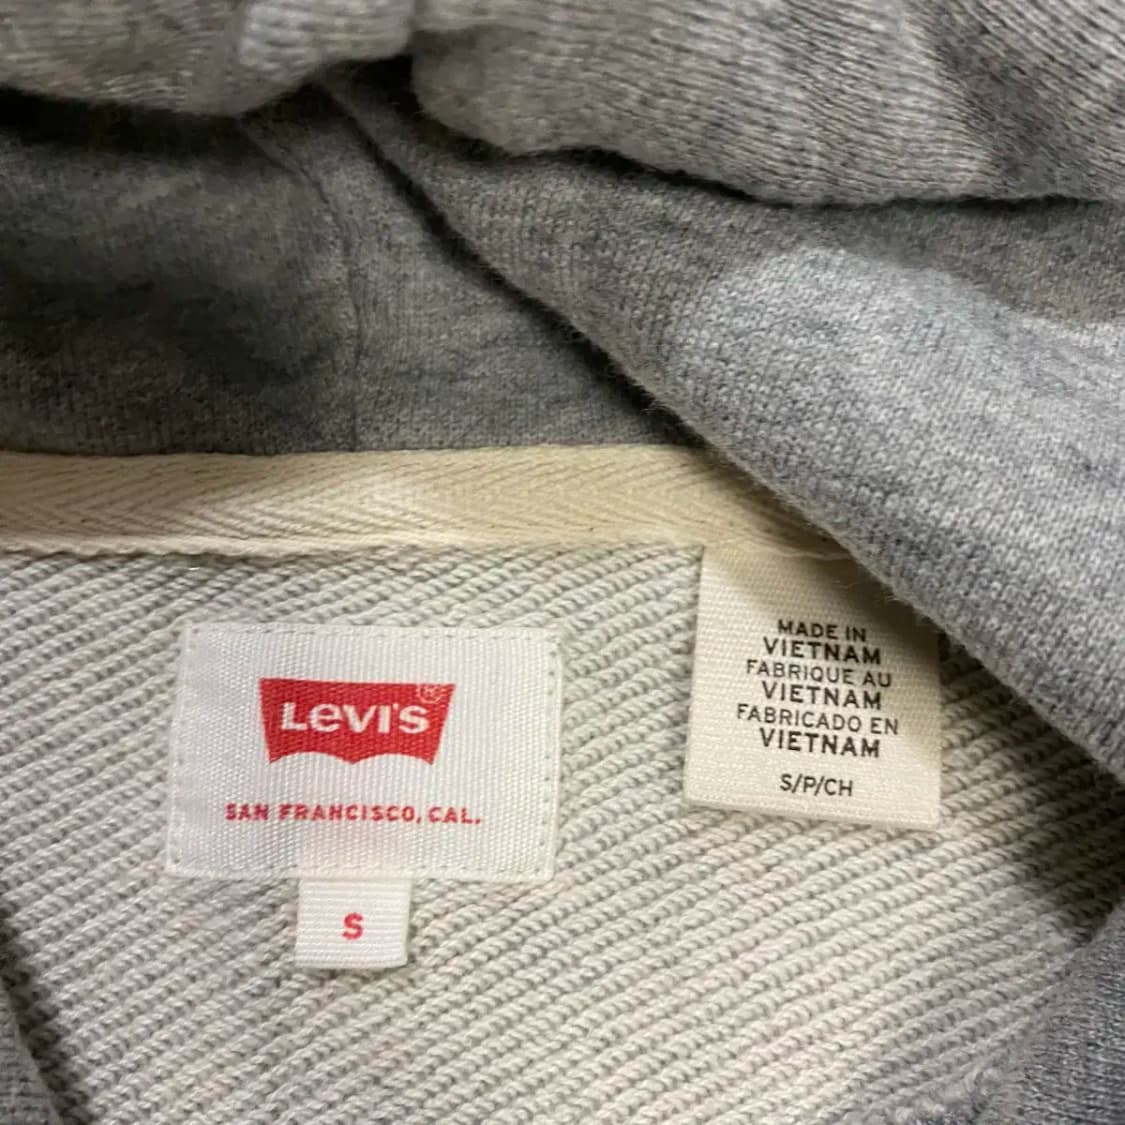 Levi's®
SAN FRANCISCO, CAL.
S
MADE IN
VIETNAM
FABRIQUE AU
VIETNAM
FABRICADO EN
VIETNAM
S/P/CH